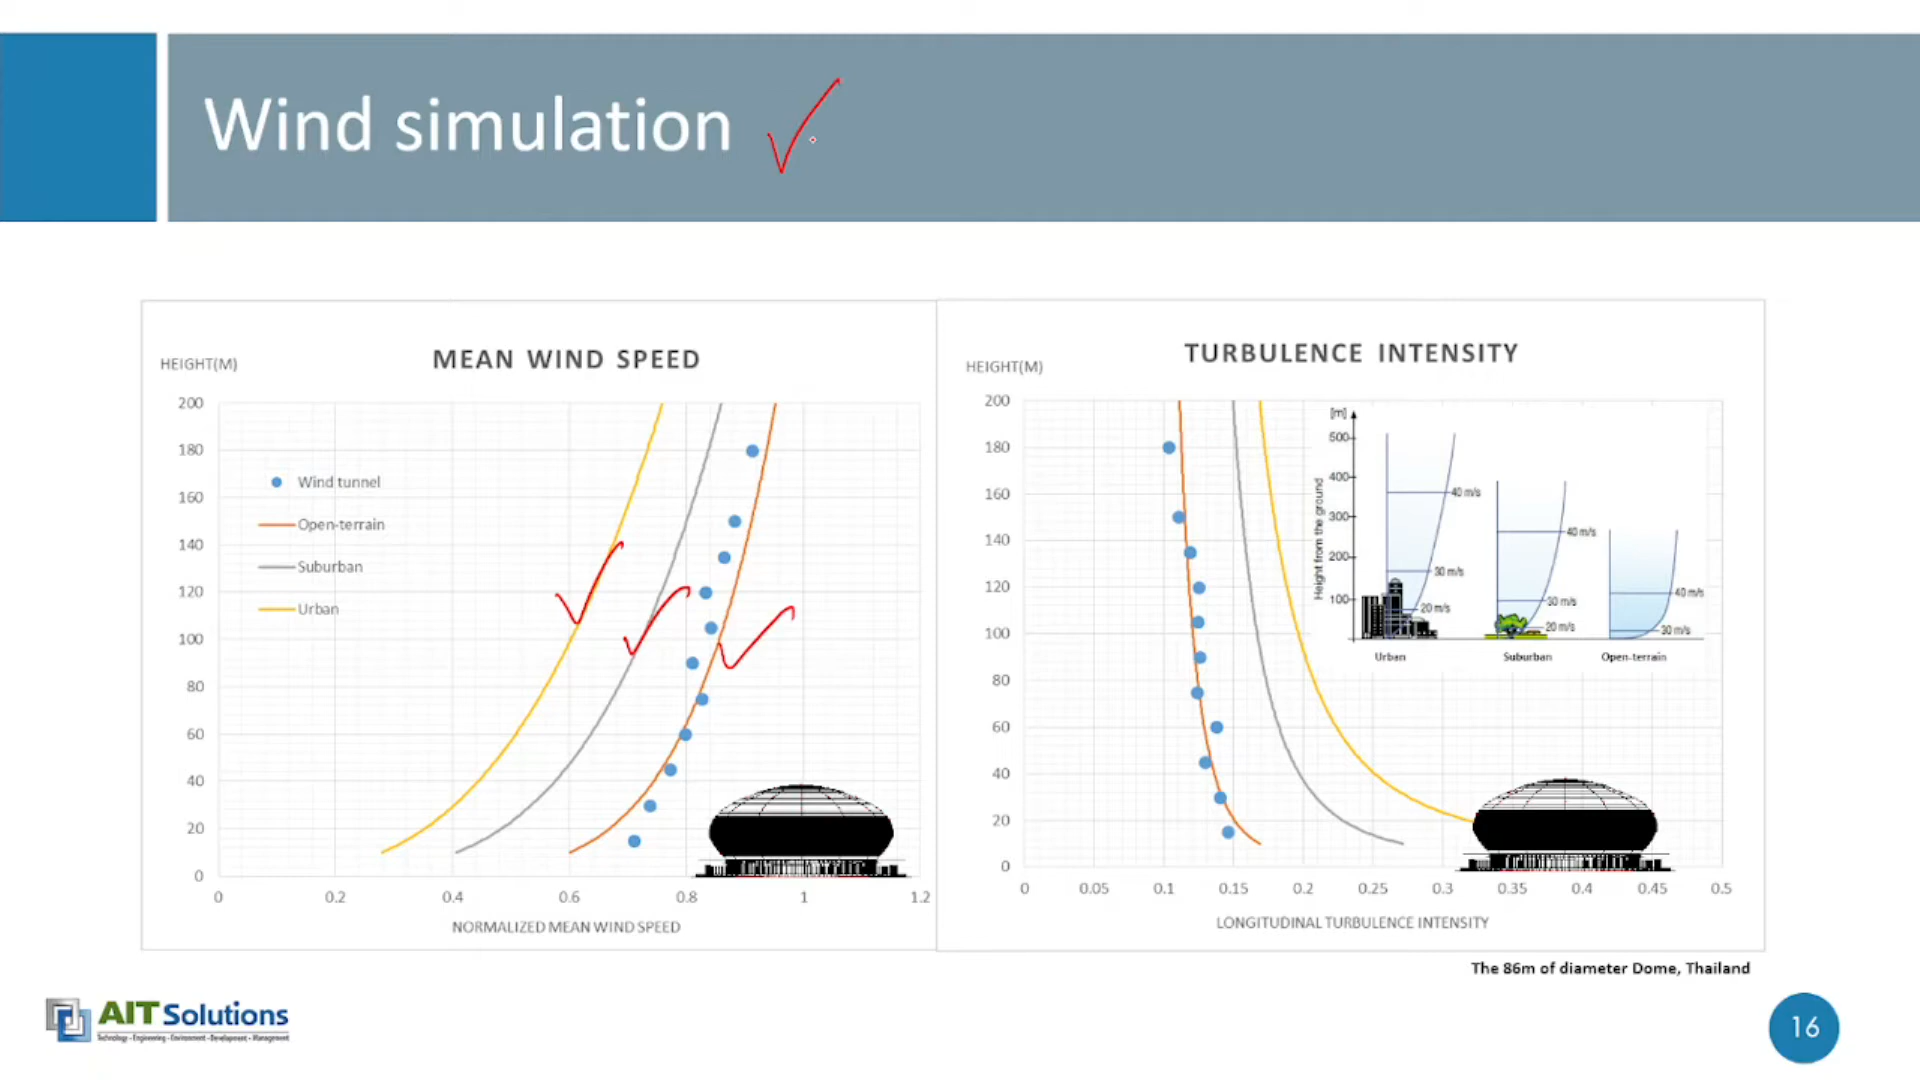 Wind simulation
MEAN WIND SPEED
HEIGHT(M)
200
180
160
140
120
100
80
60
40
20
0
Wind tunnel
Open-terrain
Suburban
Urban
0 0.2 0.4 0.6 0.8 1 1.2
NORMALIZED MEAN WIND SPEED
TURBULENCE INTENSITY
HEIGHT(M)
200
180
160
140
120
100
80
60
40
20
0
[m]
500
400
300
200
100
Height from the ground
40 m/s
30 m/s
20 m/s
Urban
40 m/s
30 m/s
20 m/s
Suburban
40 m/s
30 m/s
Open-terrain
0 0.05 0.1 0.15 0.2 0.25 0.3 0.35 0.4 0.45 0.5
LONGITUDINAL TURBULENCE INTENSITY
The 86m of diameter Dome, Thailand
AIT Solutions
Technology - Engineering - Environment - Development - Management
16